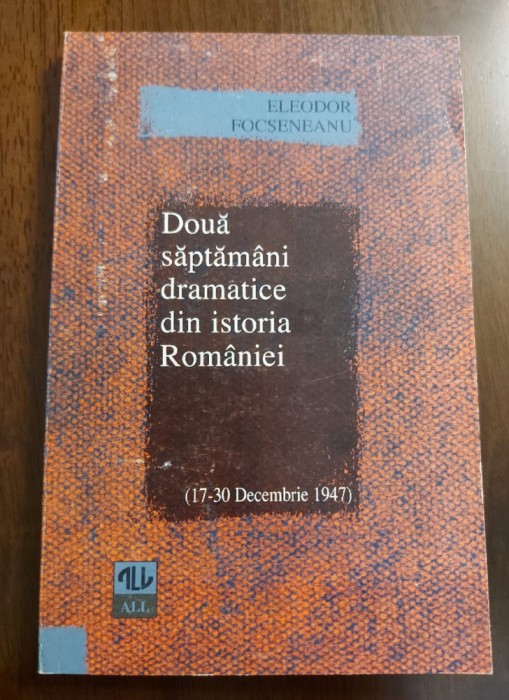 ELEODOR
FOCȘENEANU
Două
săptămâni
dramatice
din istoria
României
(17-30 Decembrie 1947)
ALL
ALL